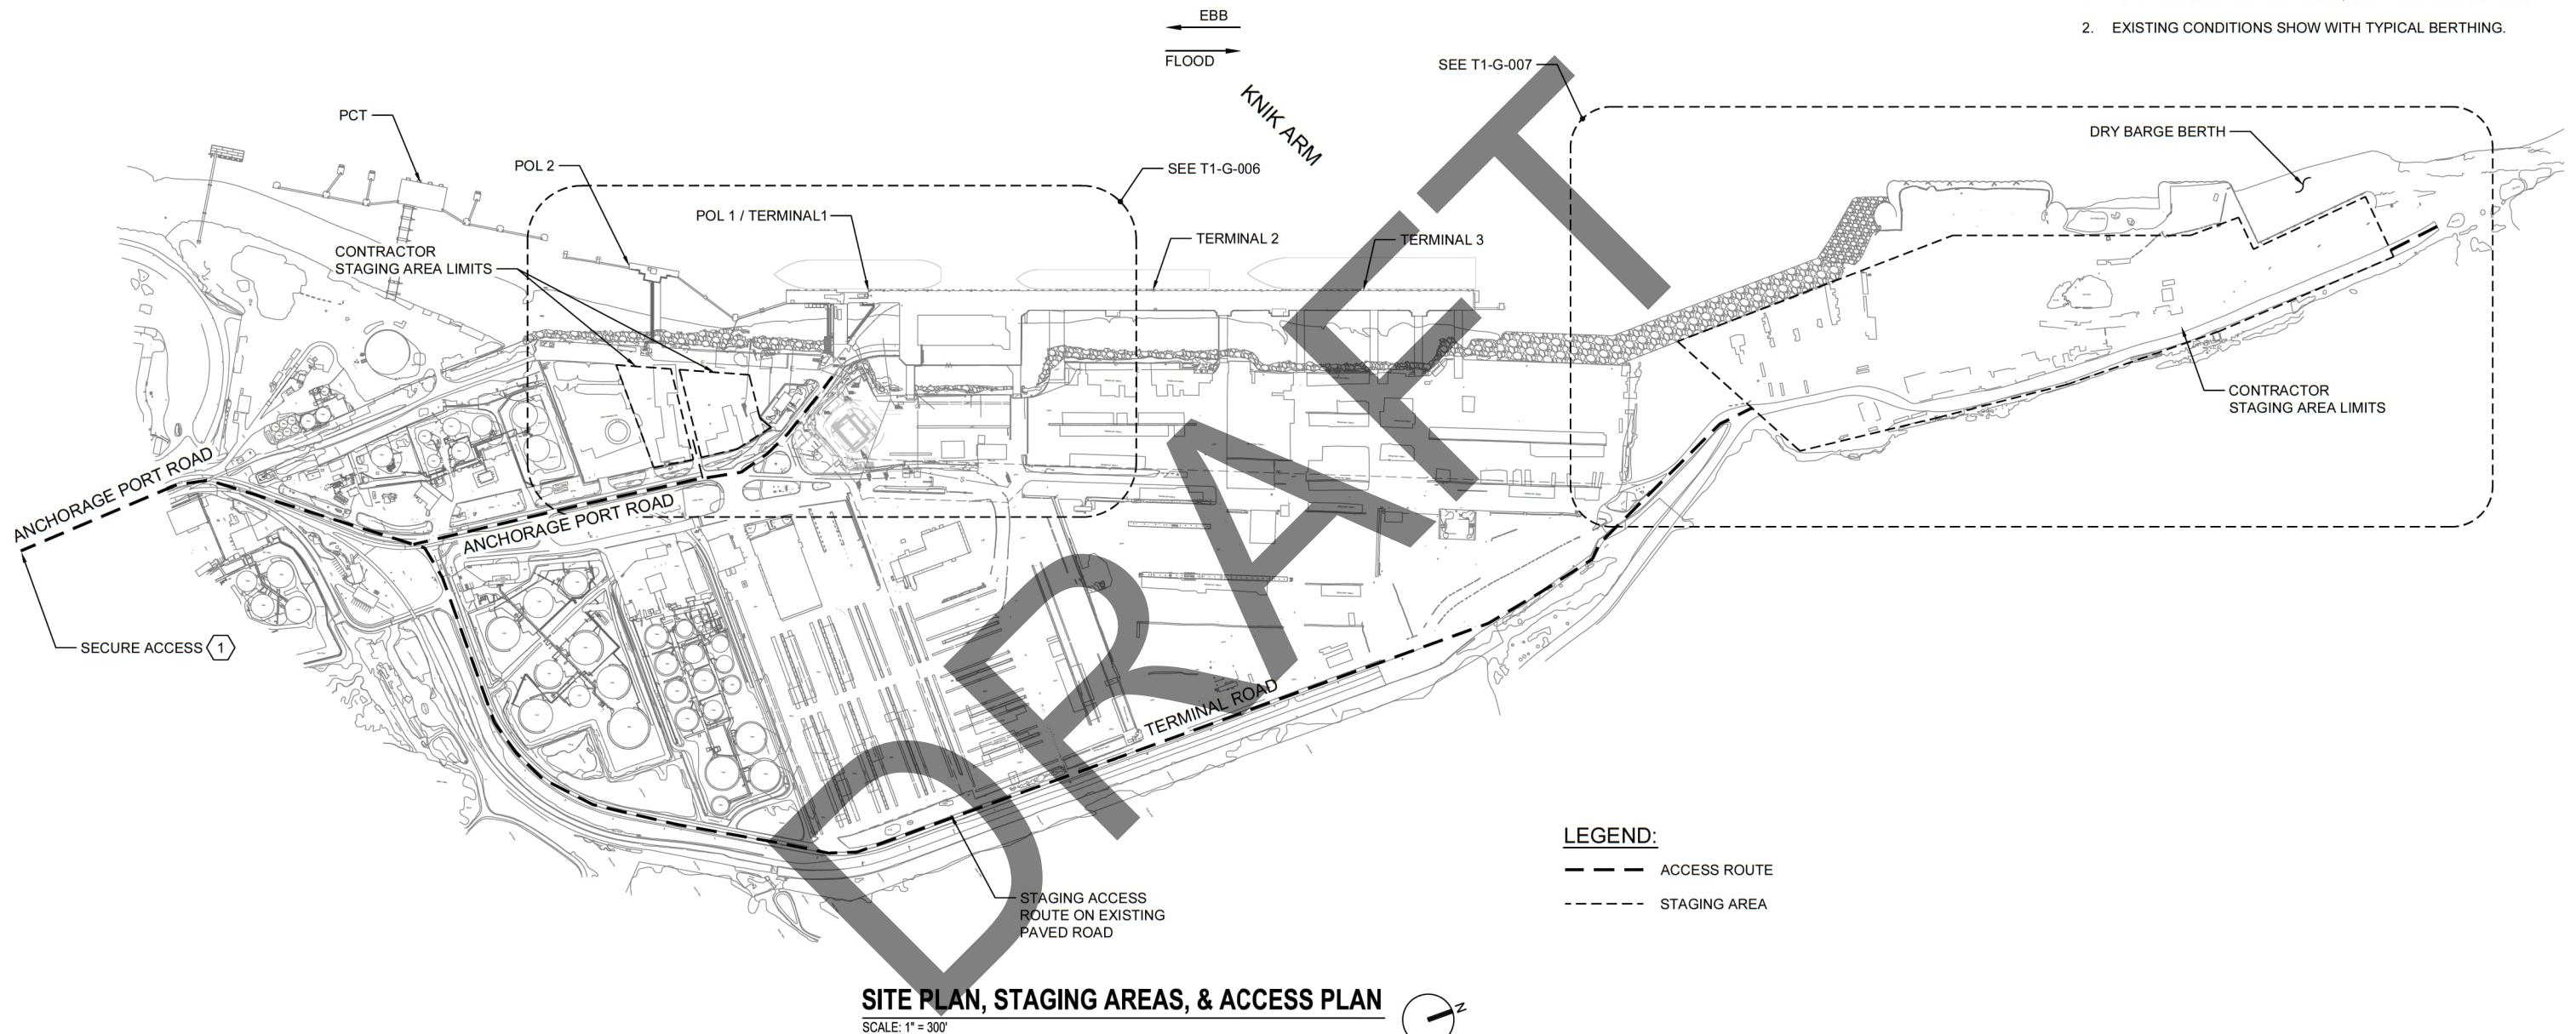 EBB
FLOOD
KNIK ARM
2. EXISTING CONDITIONS SHOW WITH TYPICAL BERTHING.
SEE T1-G-007
PCT
DRY BARGE BERTH
POL 2
SEE T1-G-006
POL 1 / TERMINAL1
TERMINAL 2
TERMINAL 3
CONTRACTOR
STAGING AREA LIMITS
CONTRACTOR
STAGING AREA LIMITS
ANCHORAGE PORT ROAD
ANCHORAGE PORT ROAD
SECURE ACCESS 1
TERMINAL ROAD
STAGING ACCESS
ROUTE ON EXISTING
PAVED ROAD
LEGEND:
ACCESS ROUTE
STAGING AREA
DRAFT
SITE PLAN, STAGING AREAS, & ACCESS PLAN
SCALE: 1" = 300'
N